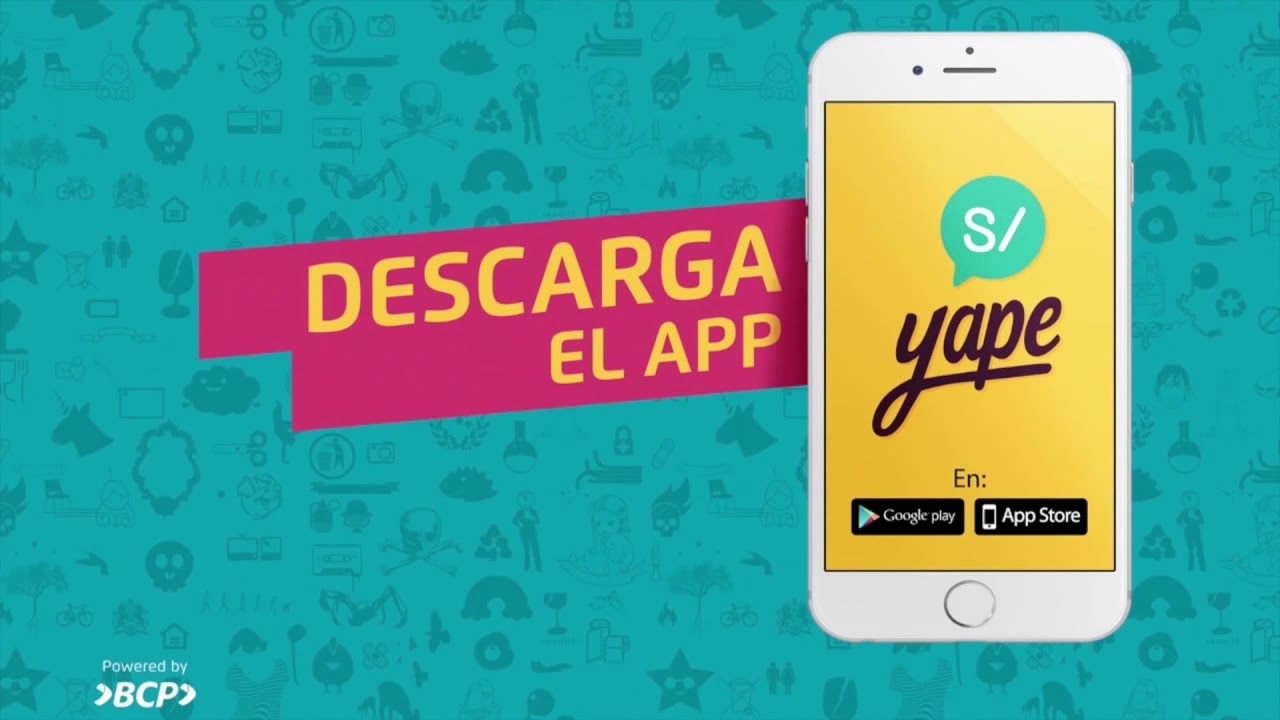 DESCARGA
EL APP
S/
yape
En:
Google play
App Store
Powered by
BCP